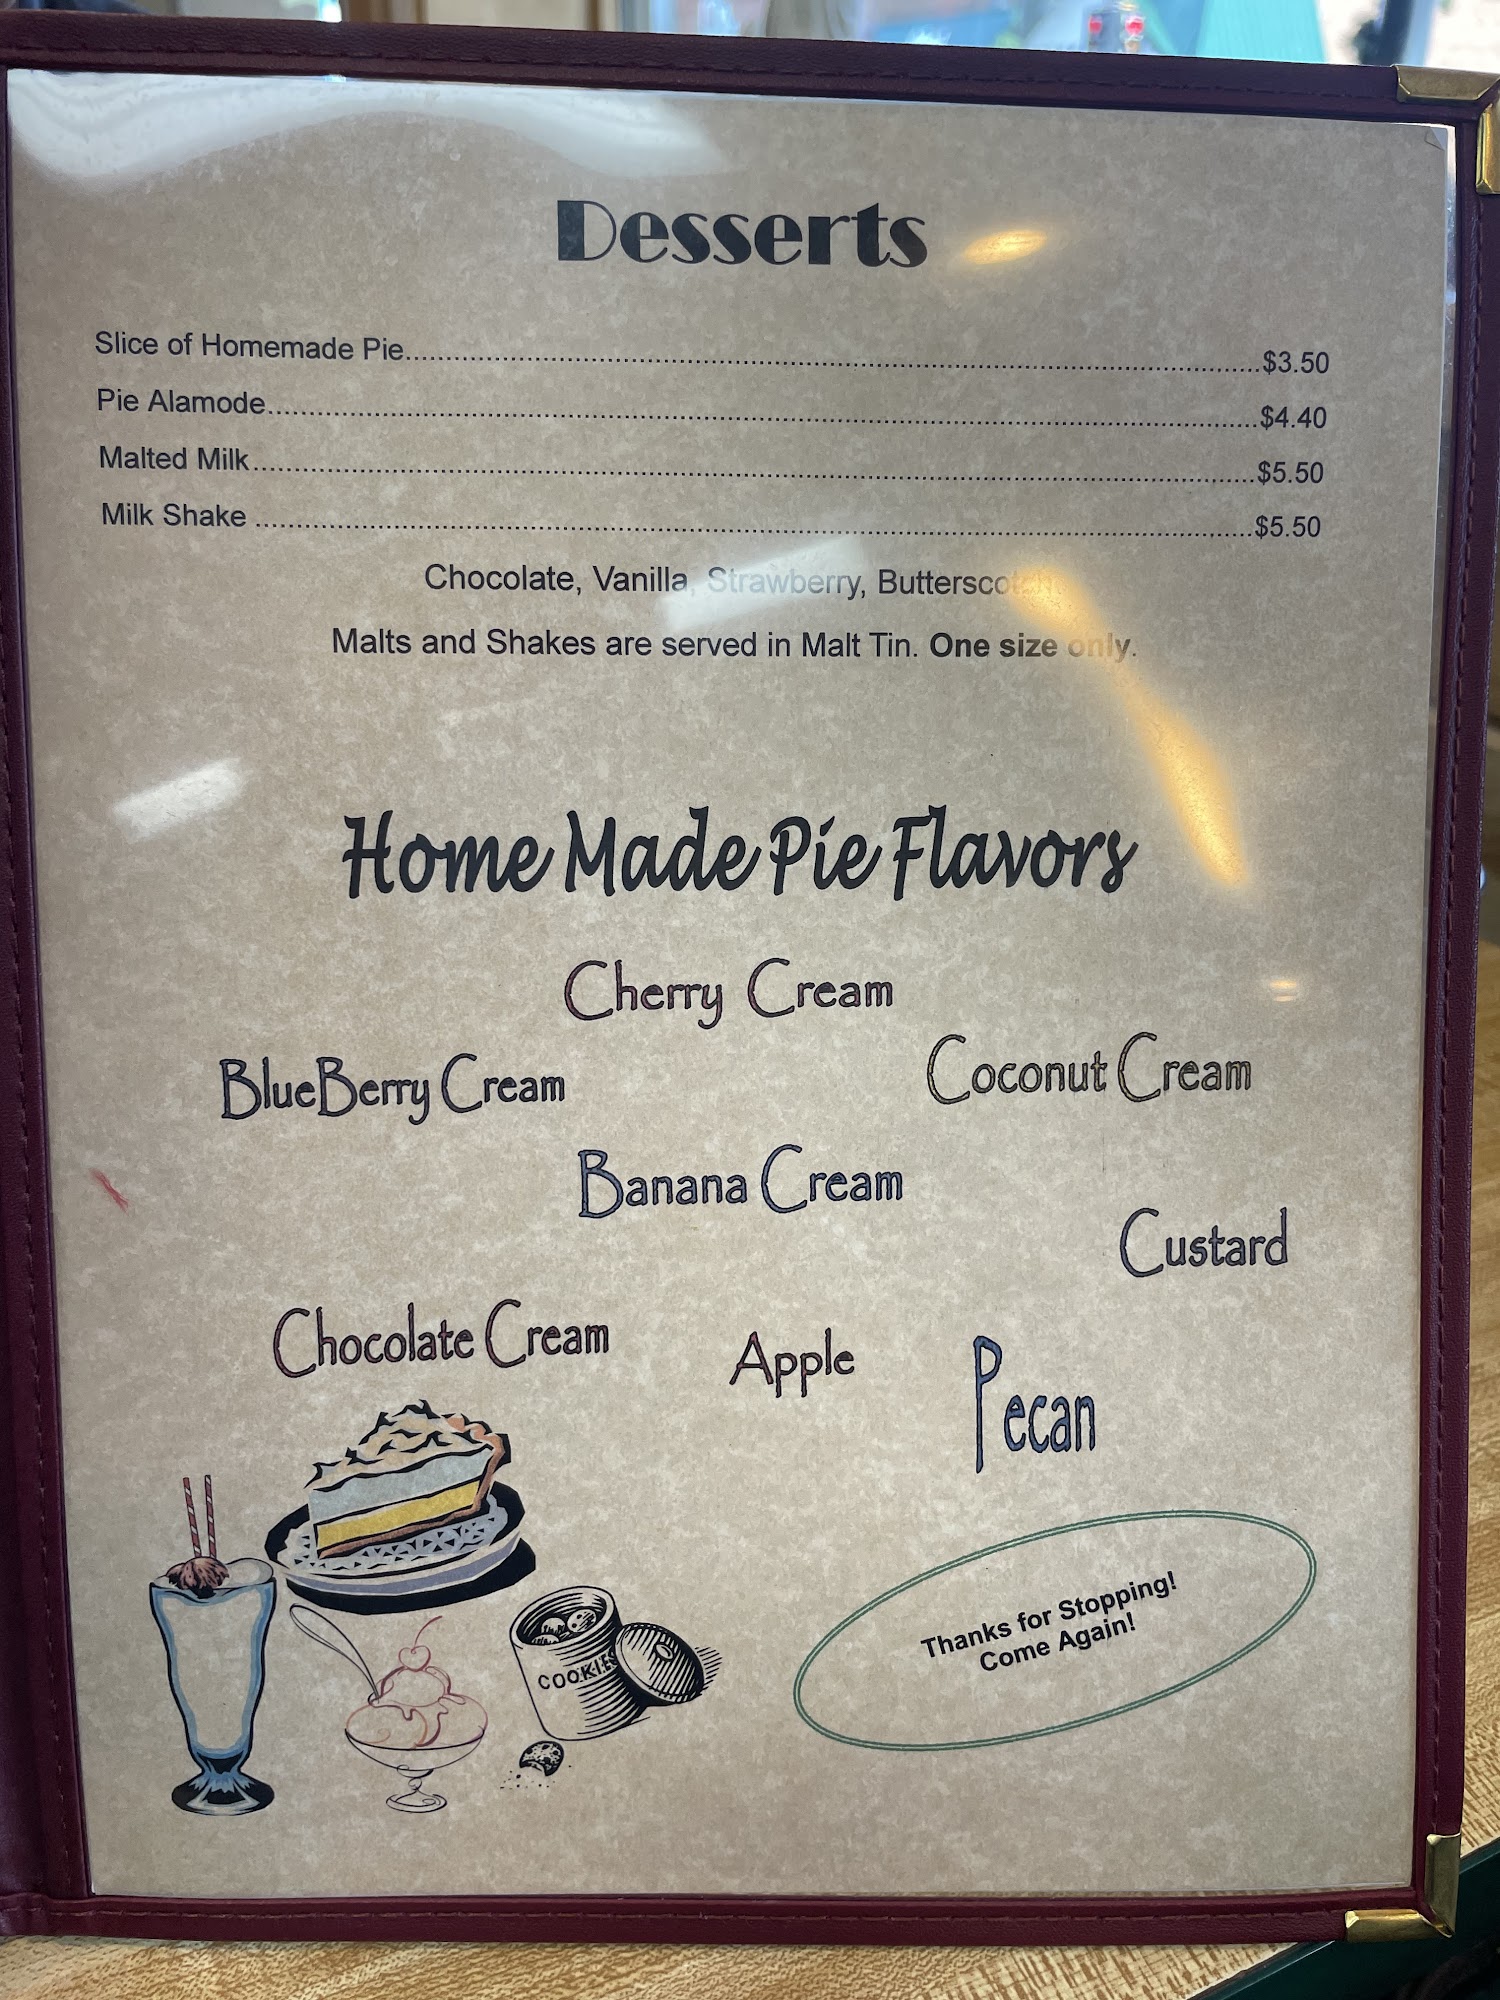 Desserts
Slice of Homemade Pie..........$3.50
Pie Alamode..........$4.40
Malted Milk..........$5.50
Milk Shake ..........$5.50
Chocolate, Vanilla, Strawberry, Butterscotch
Malts and Shakes are served in Malt Tin. One size only.
Home Made Pie Flavors
Cherry Cream
BlueBerry Cream
Coconut Cream
Banana Cream
Custard
Chocolate Cream
Apple
Pecan
COOKIES
Thanks for Stopping!
Come Again!